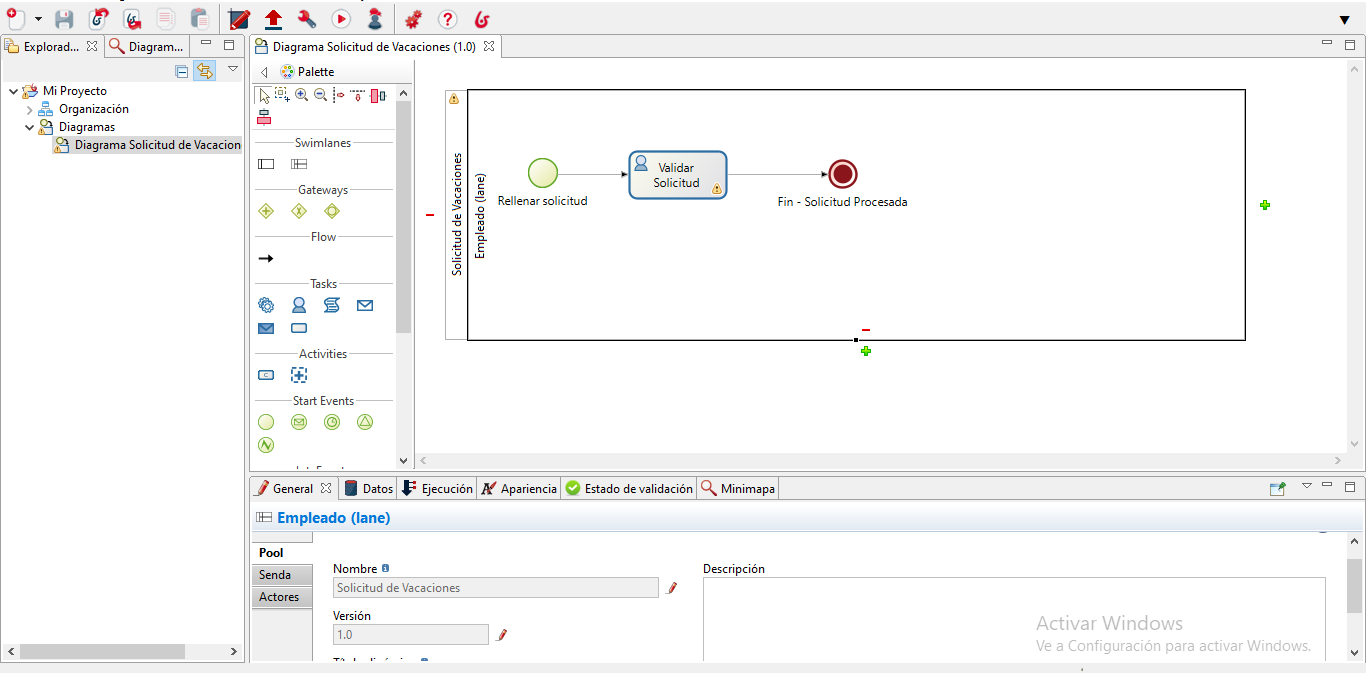 Explorad...
Diagram...
Diagrama Solicitud de Vacaciones (1.0)
Mi Proyecto
Organización
Diagramas
Diagrama Solicitud de Vacacion
Palette
Swimlanes
Gateways
Flow
Tasks
Activities
Start Events
Solicitud de Vacaciones
Empleado (lane)
Rellenar solicitud
Validar
Solicitud
Fin - Solicitud Procesada
General
Datos
Ejecución
Apariencia
Estado de validación
Minimapa
Empleado (lane)
Pool
Senda
Actores
Nombre
Solicitud de Vacaciones
Versión
1.0
Descripción
Activar Windows
Ve a Configuración para activar Windows.